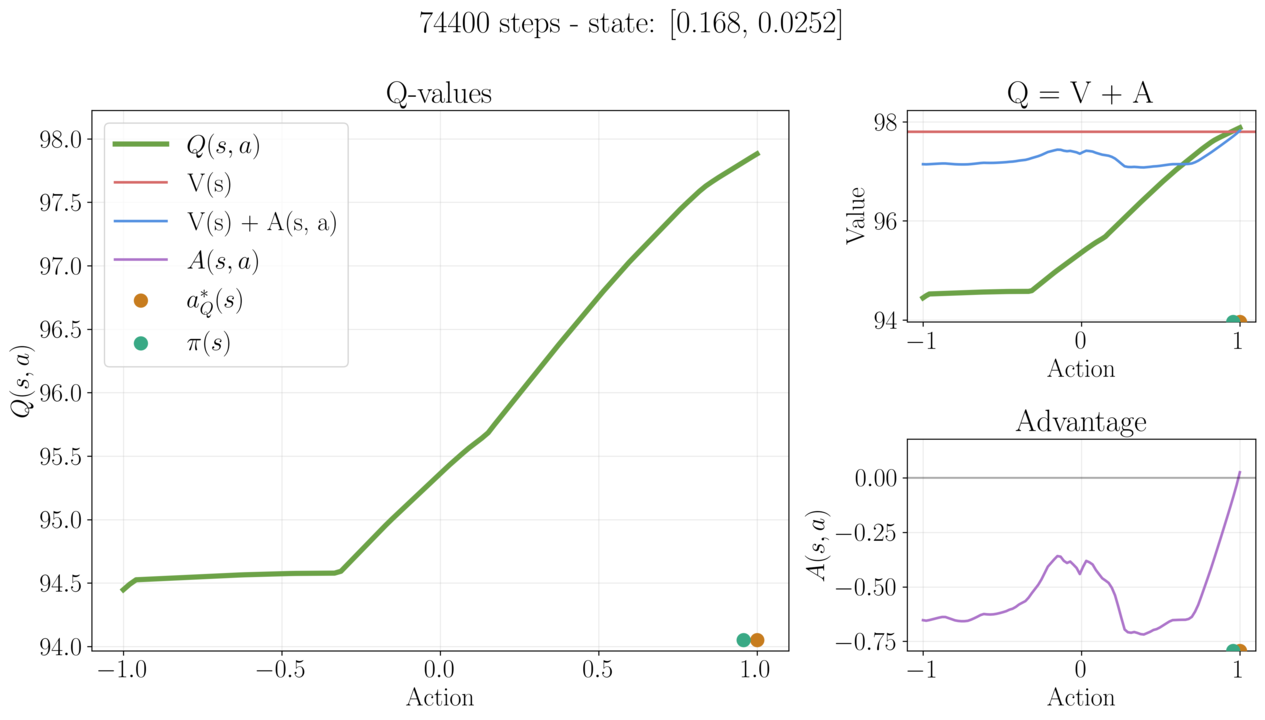 74400 steps - state: [0.168, 0.0252]
Q-values
Q(s, a)
V(s)
V(s) + A(s, a)
A(s, a)
a*Q(s)
π(s)
98.0
97.5
97.0
96.5
96.0
95.5
95.0
94.5
94.0
Q(s, a)
−1.0
−0.5
0.0
0.5
1.0
Action
Q = V + A
98
96
94
Value
−1
0
1
Action
Advantage
0.00
−0.25
−0.50
−0.75
A(s, a)
−1
0
1
Action